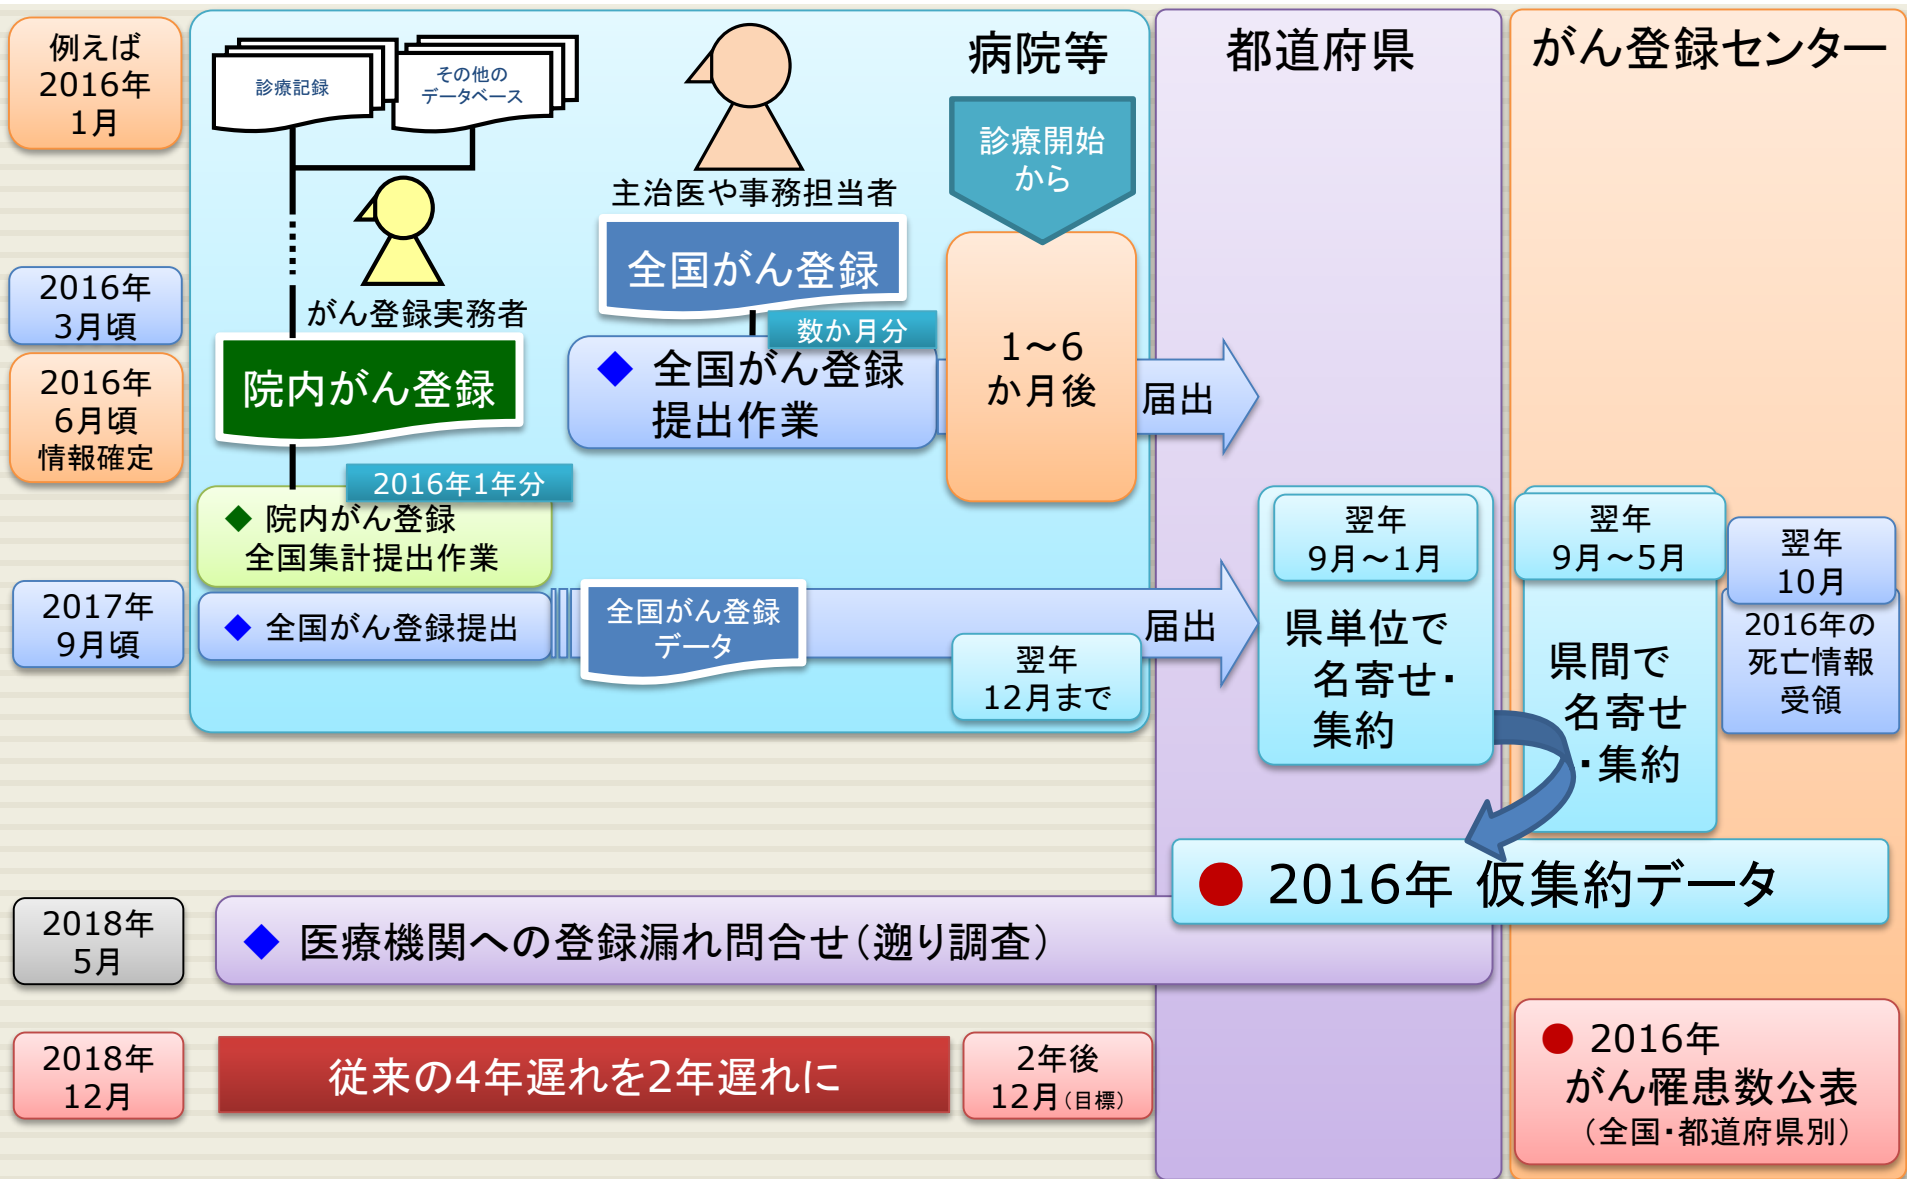 例えば
2016年
1月
診療記録
その他の
データベース
病院等
都道府県
がん登録センター
診療開始
から
主治医や事務担当者
全国がん登録
がん登録実務者
2016年
3月頃
数か月分
◆ 全国がん登録
提出作業
1～6
か月後
届出
院内がん登録
2016年
6月頃
情報確定
2016年1年分
◆ 院内がん登録
全国集計提出作業
翌年
9月～1月
県単位で
名寄せ・
集約
翌年
9月～5月
県間で
名寄せ
・集約
翌年
10月
2016年の
死亡情報
受領
2017年
9月頃
◆ 全国がん登録提出
全国がん登録
データ
届出
翌年
12月まで
● 2016年 仮集約データ
2018年
5月
◆ 医療機関への登録漏れ問合せ（遡り調査）
2018年
12月
従来の4年遅れを2年遅れに
2年後
12月（目標）
● 2016年
がん罹患数公表
（全国・都道府県別）